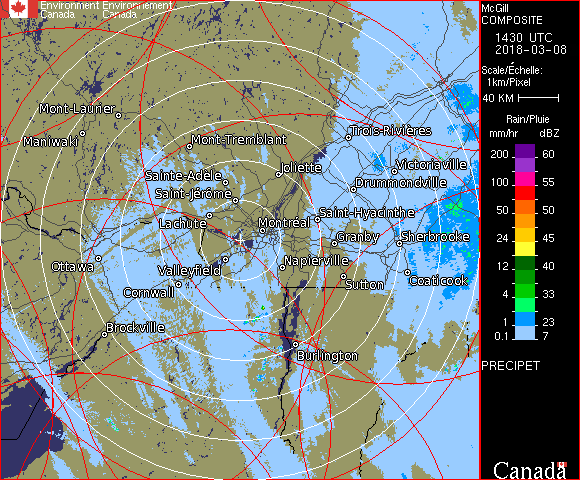 Environment Environnement
Canada Canada
McGill
COMPOSITE
1430 UTC
2018-03-08
Scale/Échelle:
1km/Pixel
40 KM
Rain/Pluie
mm/hr dBZ
200 60
100 55
50 50
24 45
12 40
4 33
1 23
0.1 7
PRECIPET
Canada
Mont-Laurier
Maniwaki
Mont-Tremblant
Trois-Rivières
Joliette
Victoriaville
Sainte-Adèle
Drummondville
Saint-Jérôme
Lachute
Saint-Hyacinthe
Montréal
Granby
Sherbrooke
Ottawa
Valleyfield
Napierville
Sutton
Coaticook
Cornwall
Brockville
Burlington